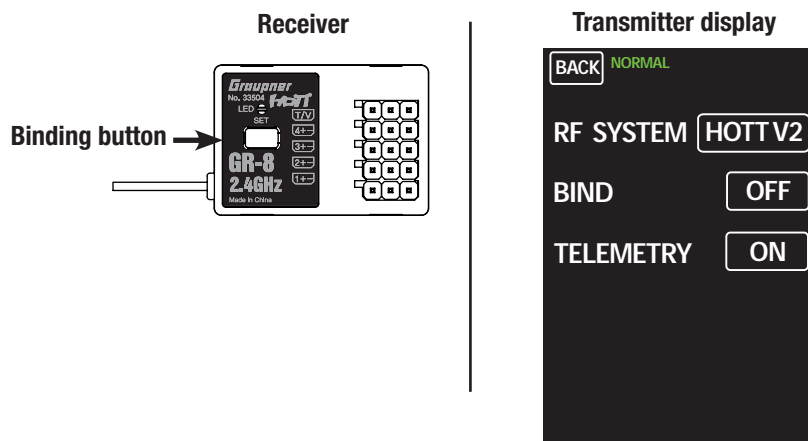 Receiver
Binding button
Graupner
No. 33504 HoTT
LED
SET
T/V
4+-
3+-
2+-
1+-
GR-8
2.4GHz
Made In China
Transmitter display
BACK NORMAL
RF SYSTEM HOTT V2
BIND OFF
TELEMETRY ON